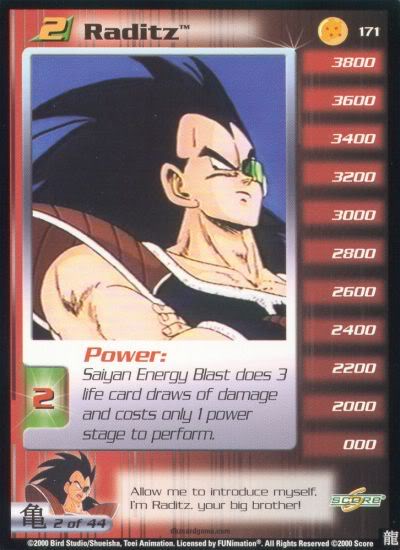 2 Raditz™ 171
3800
3600
3400
3200
3000
2800
2600
2400
2200
2000
000
Power:
2
Saiyan Energy Blast does 3
life card draws of damage
and costs only 1 power
stage to perform.
Allow me to introduce myself.
I'm Raditz, your big brother!
亀 2 of 44
S SCORE
dbzcardgame.com
龍
©2000 Bird Studio/Shueisha, Toei Animation. Licensed by FUNimation®. All Rights Reserved ©2000 Score